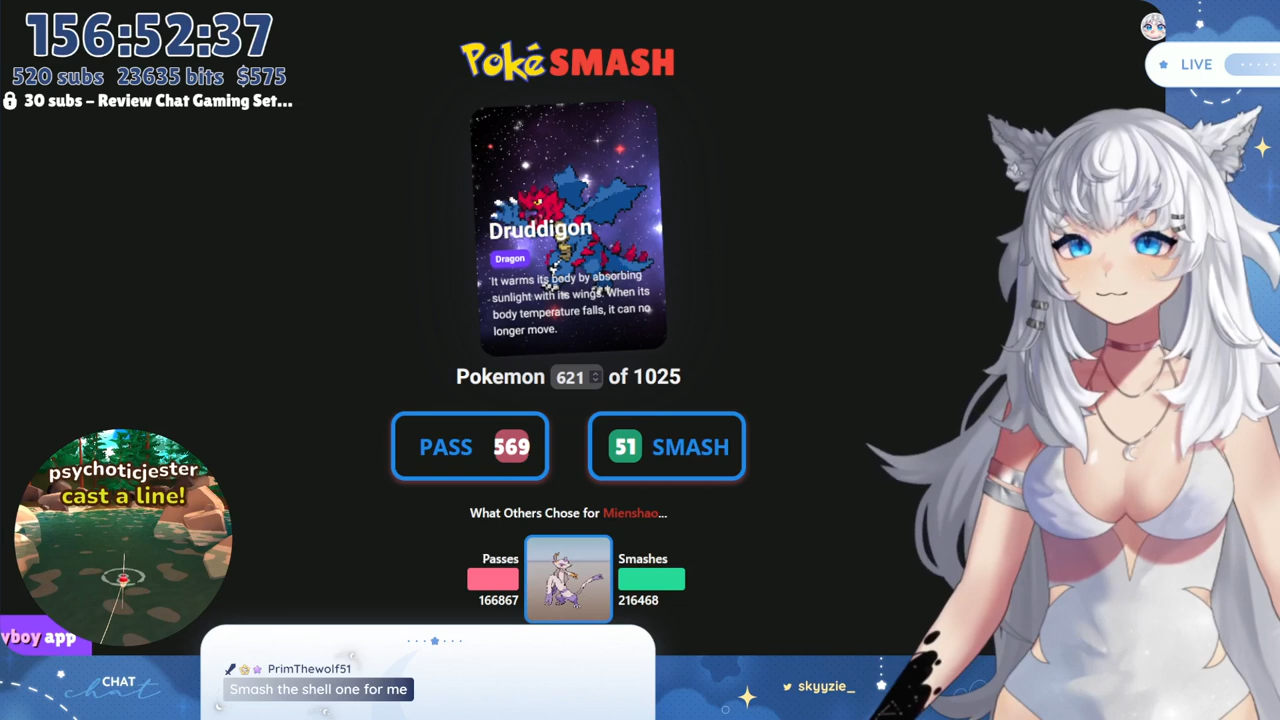 156:52:37
520 subs 23635 bits $575
30 subs – Review Chat Gaming Set...
PokéSMASH
LIVE
Druddigon
Dragon
It warms its body by absorbing
sunlight with its wings. When its
body temperature falls, it can no
longer move.
Pokemon 621 of 1025
PASS 569
51 SMASH
psychoticjester
cast a line!
What Others Chose for Mienshao...
Passes
166867
Smashes
216468
vboy app
CHAT
chat
PrimThewolf51
Smash the shell one for me
skyyzie_